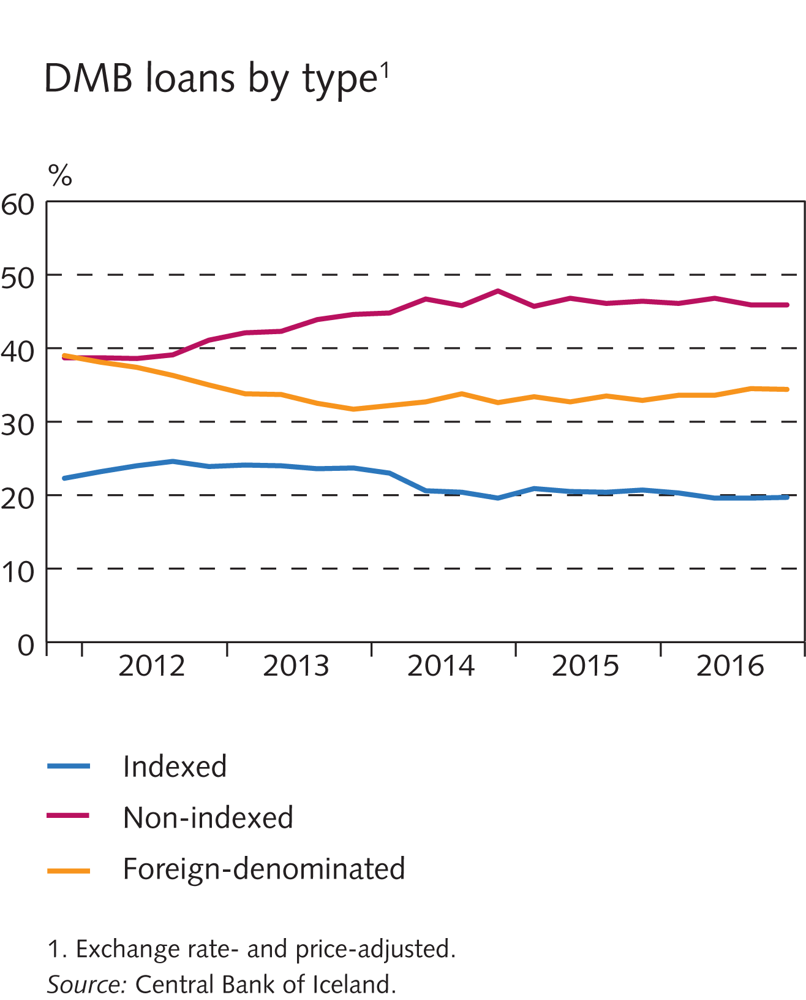 DMB loans by type¹
%
60
50
40
30
20
10
0
2012 2013 2014 2015 2016
Indexed
Non-indexed
Foreign-denominated
1. Exchange rate- and price-adjusted.
Source: Central Bank of Iceland.